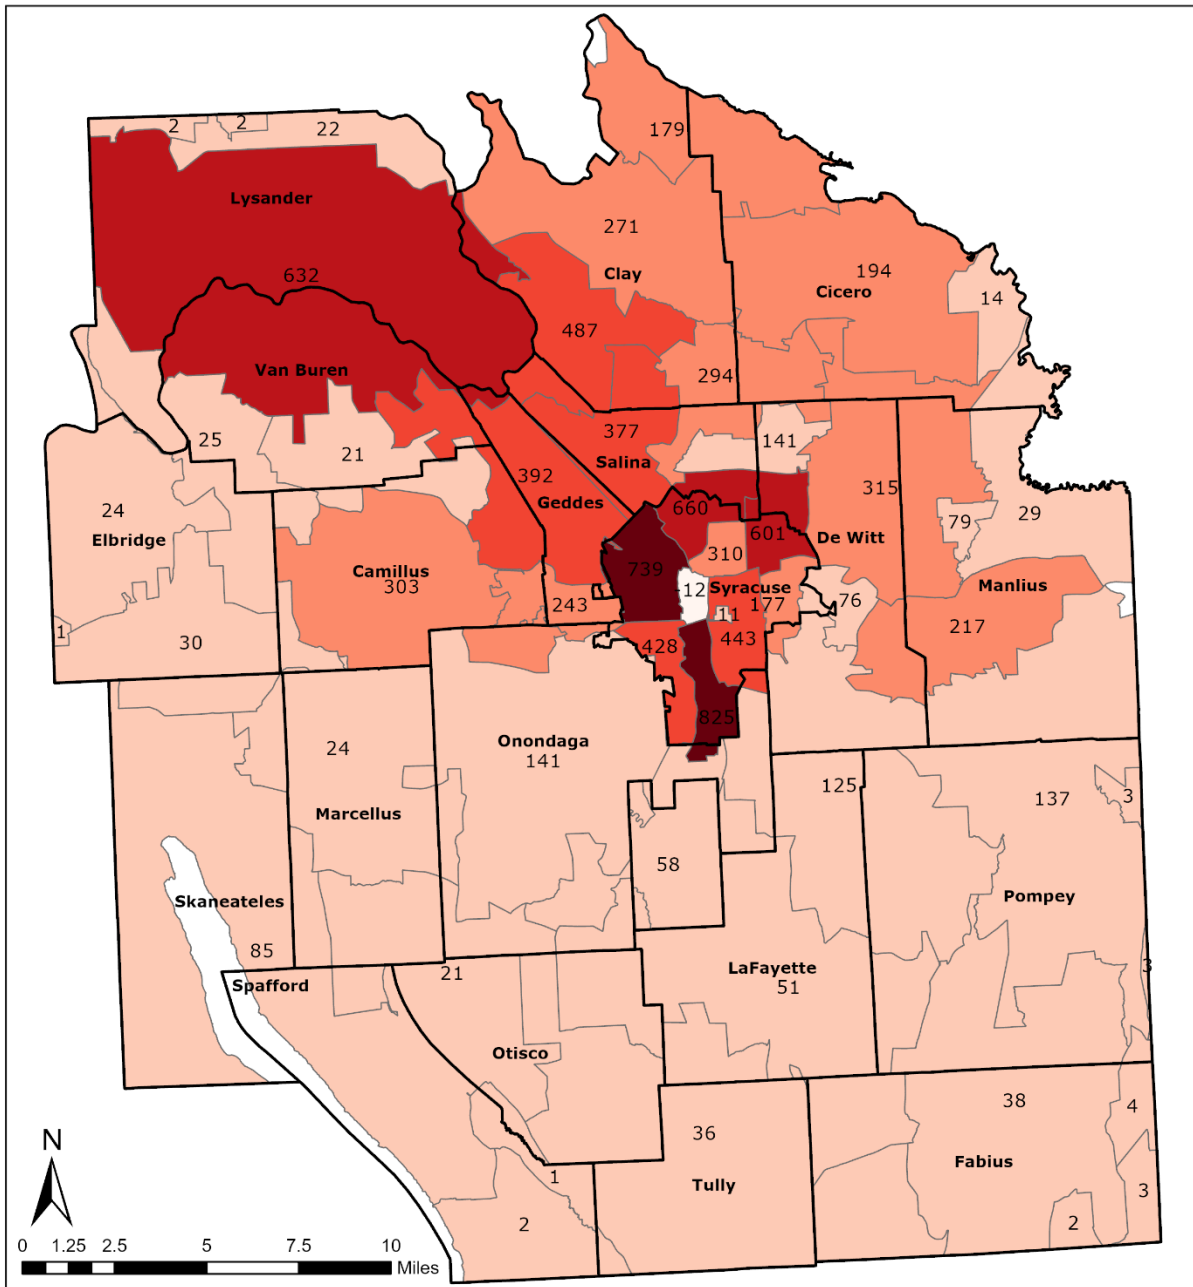 179
2
2
22
Lysander
271
Clay
194
Cicero
14
632
487
294
Van Buren
377
141
25
21
Salina
392
Geddes
315
24
Elbridge
660
79
29
601
De Witt
310
739
Camillus
303
Syracuse
Manlius
12
243
177
76
11
217
1
30
428
443
825
Onondaga
141
24
125
137
3
Marcellus
58
Skaneateles
Pompey
85
21
LaFayette
51
3
Spafford
Otisco
38
4
36
Fabius
1
Tully
3
2
2
N
0 1.25 2.5 5 7.5 10
Miles